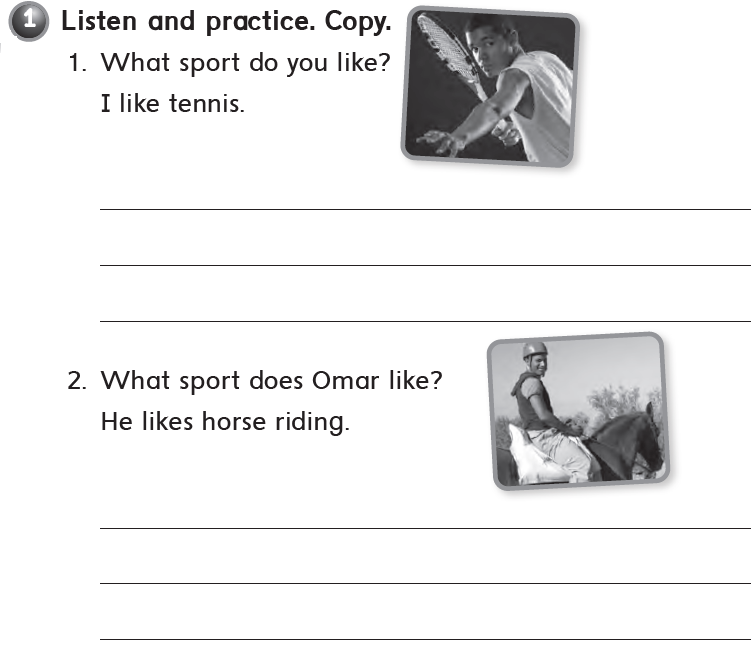 1 Listen and practice. Copy.
1. What sport do you like?
I like tennis.
2. What sport does Omar like?
He likes horse riding.